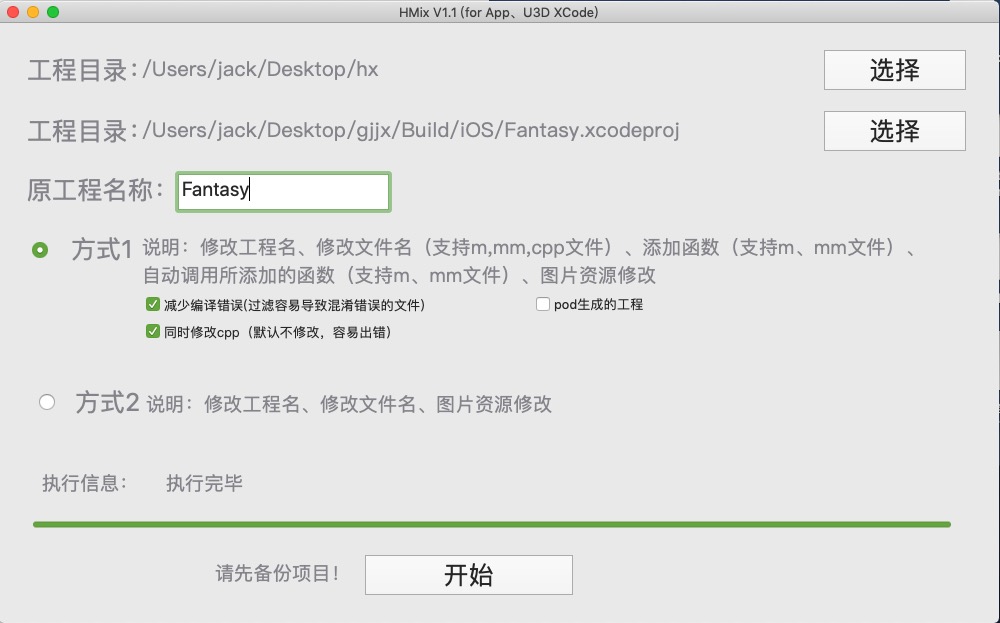 HMix V1.1 (for App、U3D XCode)
工程目录：/Users/jack/Desktop/hx
选择
工程目录：/Users/jack/Desktop/gjjx/Build/iOS/Fantasy.xcodeproj
选择
原工程名称：
Fantasy
方式1 说明：修改工程名、修改文件名（支持m,mm,cpp文件）、添加函数（支持m、mm文件）、
自动调用所添加的函数（支持m、mm文件）、图片资源修改
减少编译错误(过滤容易导致混淆错误的文件)
pod生成的工程
同时修改cpp（默认不修改，容易出错）
方式2 说明：修改工程名、修改文件名、图片资源修改
执行信息： 执行完毕
请先备份项目！
开始